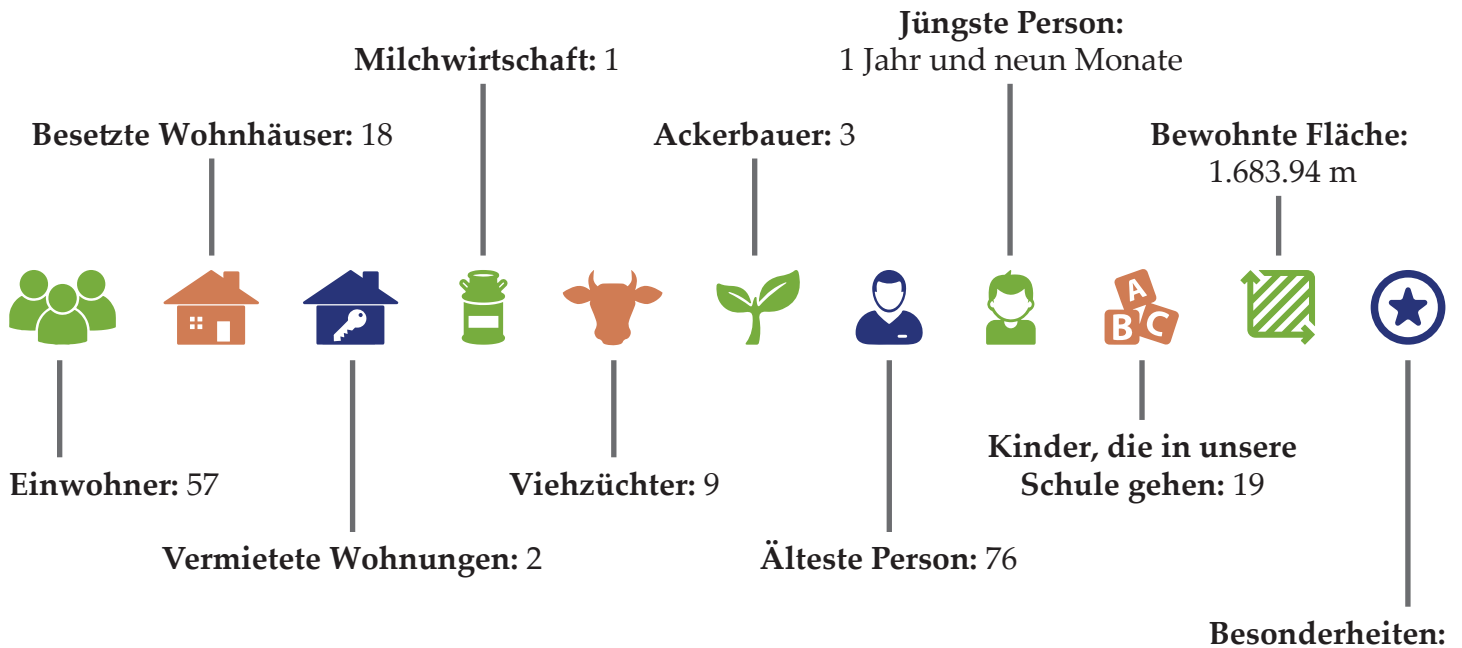 Jüngste Person:
1 Jahr und neun Monate
Milchwirtschaft: 1
Besetzte Wohnhäuser: 18
Ackerbauer: 3
Bewohnte Fläche:
1.683.94 m
A
B
C
Kinder, die in unsere
Schule gehen: 19
Einwohner: 57
Viehzüchter: 9
Vermietete Wohnungen: 2
Älteste Person: 76
Besonderheiten: